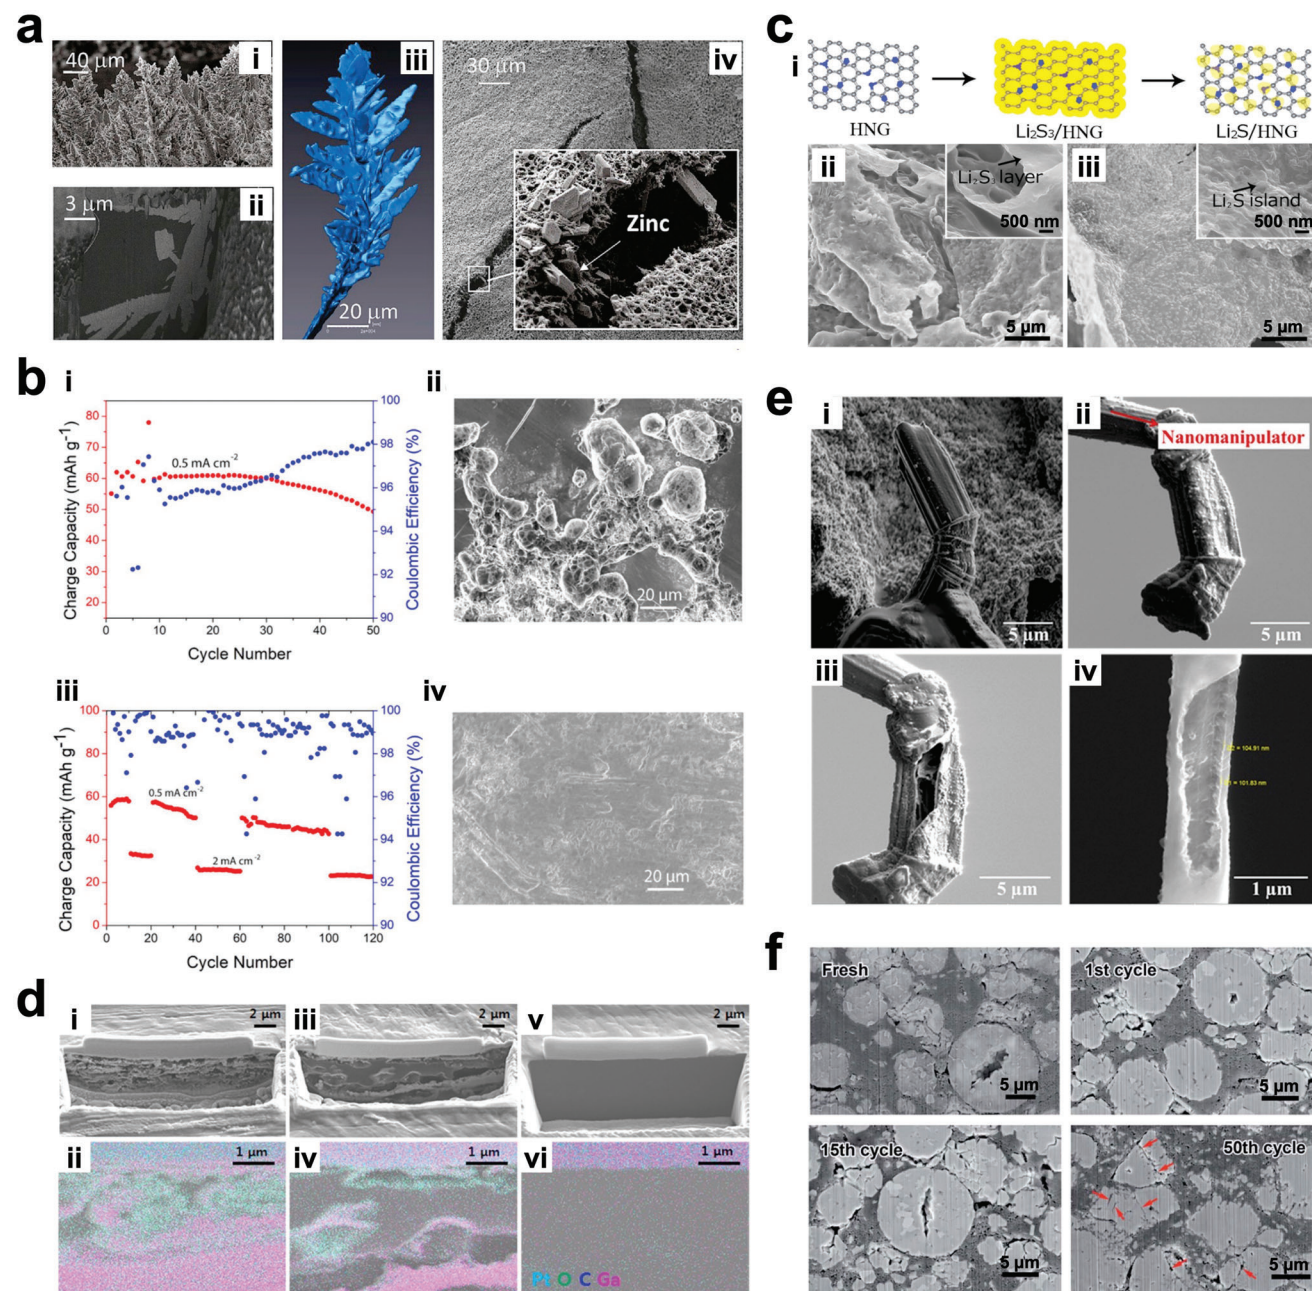 a
i
40 μm
ii
3 μm
iii
20 μm
iv
30 μm
Zinc
c
i
HNG
Li₂S₃/HNG
Li₂S/HNG
ii
Li₂S₃ layer
500 nm
5 μm
iii
Li₂S island
500 nm
5 μm
b
i
Charge Capacity (mAh g⁻¹)
80
70
60
50
40
30
20
0.5 mA cm⁻²
100
98
96
94
92
90
Coulombic Efficiency (%)
0 10 20 30 40 50
Cycle Number
ii
20 μm
iii
Charge Capacity (mAh g⁻¹)
100
80
60
40
20
0
0.5 mA cm⁻²
2 mA cm⁻²
100
98
96
94
92
90
Coulombic Efficiency (%)
0 20 40 60 80 100 120
Cycle Number
iv
20 μm
e
i
5 μm
ii
Nanomanipulator
5 μm
iii
5 μm
iv
= 104.91 nm
= 101.83 nm
1 μm
d
i
2 μm
iii
2 μm
v
2 μm
ii
1 μm
iv
1 μm
vi
1 μm
Pt O C Ga
f
Fresh
5 μm
1st cycle
5 μm
15th cycle
5 μm
50th cycle
5 μm